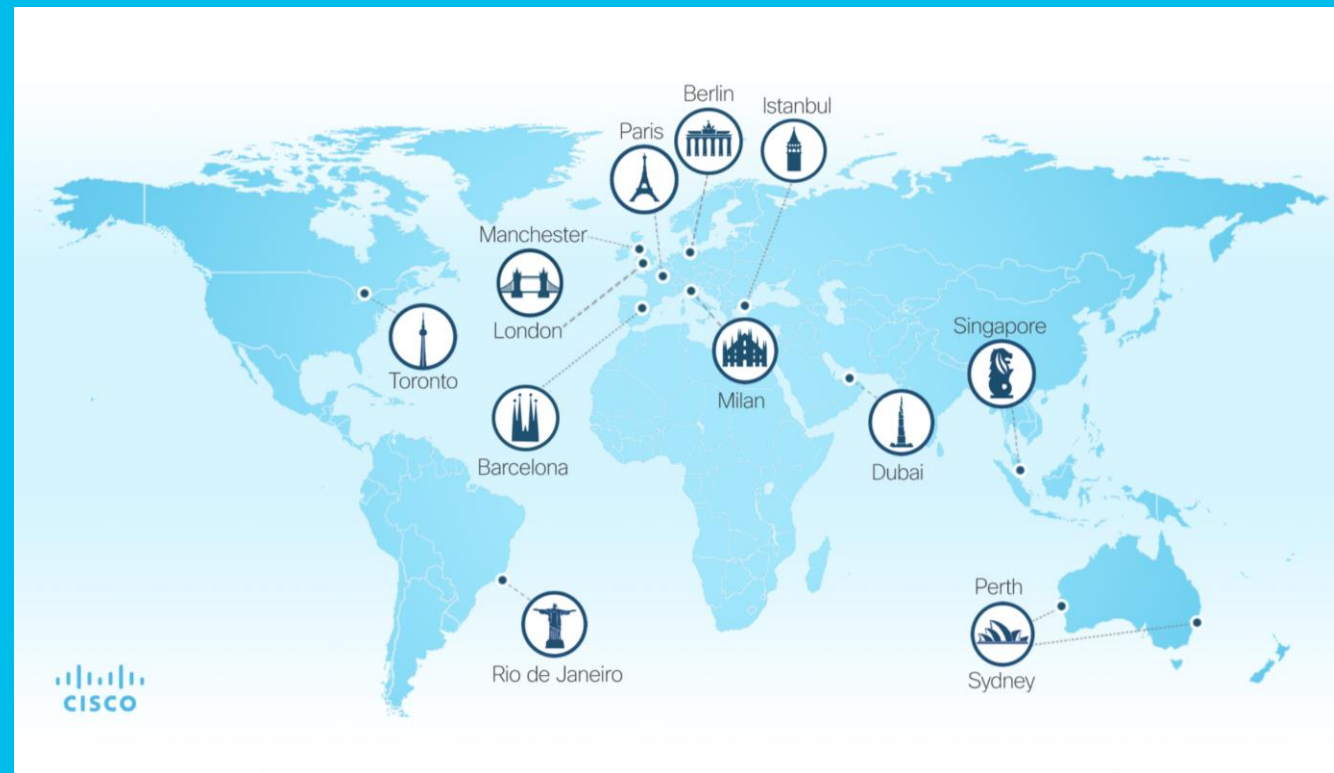 Berlin
Istanbul
Paris
Manchester
London
Toronto
Milan
Singapore
Barcelona
Dubai
Perth
Rio de Janeiro
Sydney
CISCO